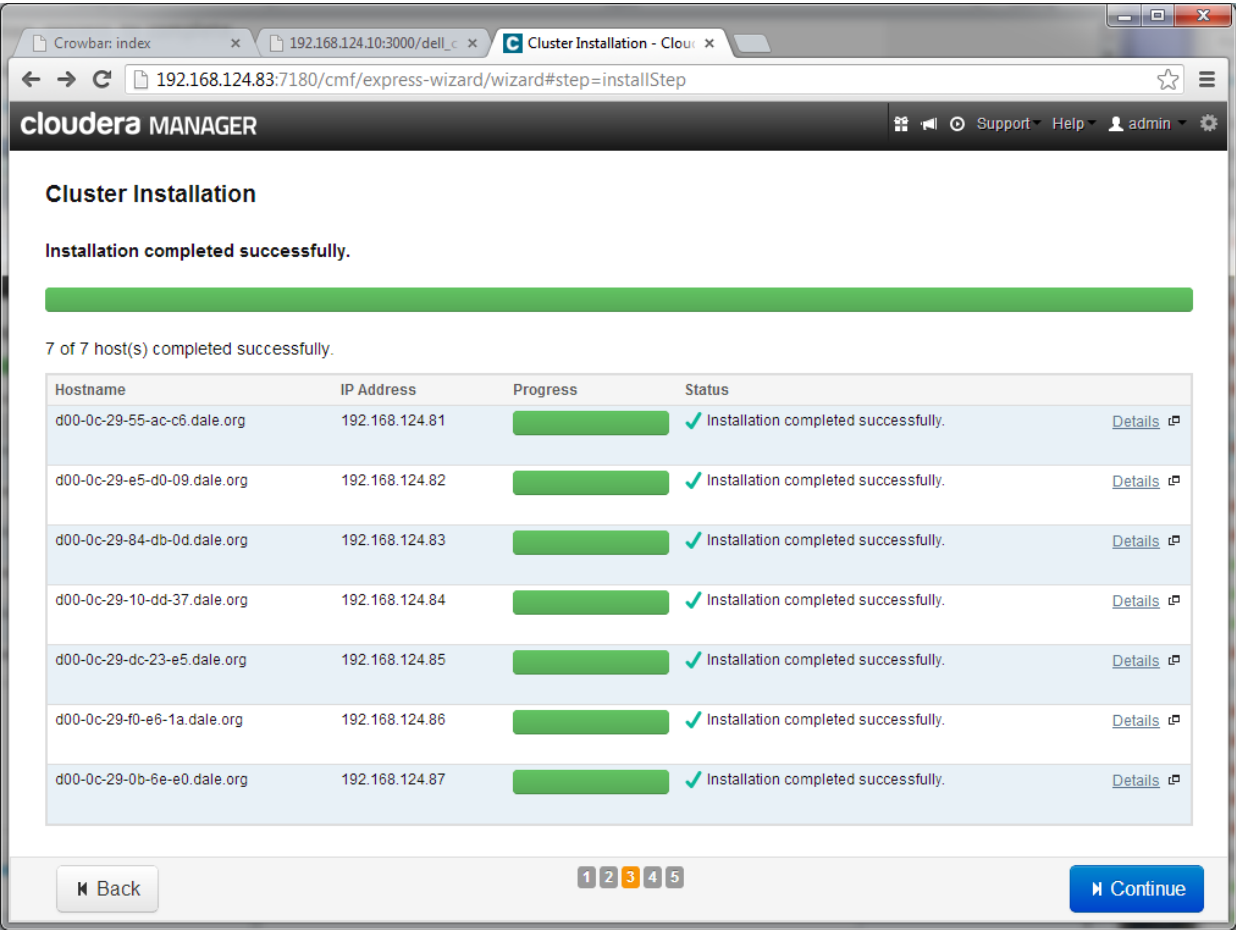 Crowbar: index
192.168.124.10:3000/dell_c
Cluster Installation - Clou
192.168.124.83:7180/cmf/express-wizard/wizard#step=installStep
cloudera MANAGER
Support Help admin
Cluster Installation
Installation completed successfully.
7 of 7 host(s) completed successfully.
Hostname IP Address Progress Status
d00-0c-29-55-ac-c6.dale.org 192.168.124.81 Installation completed successfully. Details
d00-0c-29-e5-d0-09.dale.org 192.168.124.82 Installation completed successfully. Details
d00-0c-29-84-db-0d.dale.org 192.168.124.83 Installation completed successfully. Details
d00-0c-29-10-dd-37.dale.org 192.168.124.84 Installation completed successfully. Details
d00-0c-29-dc-23-e5.dale.org 192.168.124.85 Installation completed successfully. Details
d00-0c-29-f0-e6-1a.dale.org 192.168.124.86 Installation completed successfully. Details
d00-0c-29-0b-6e-e0.dale.org 192.168.124.87 Installation completed successfully. Details
Back 1 2 3 4 5 Continue